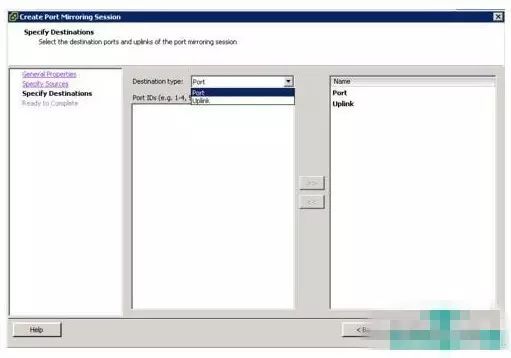 Create Port Mirroring Session
Specify Destinations
Select the destination ports and uplinks of the port mirroring session
General Properties
Specify Sources
Specify Destinations
Ready to Complete
Destination type: Port
Port
Uplink
Port IDs (e.g. 1-4,
>>
<<
Name
Port
Uplink
Help